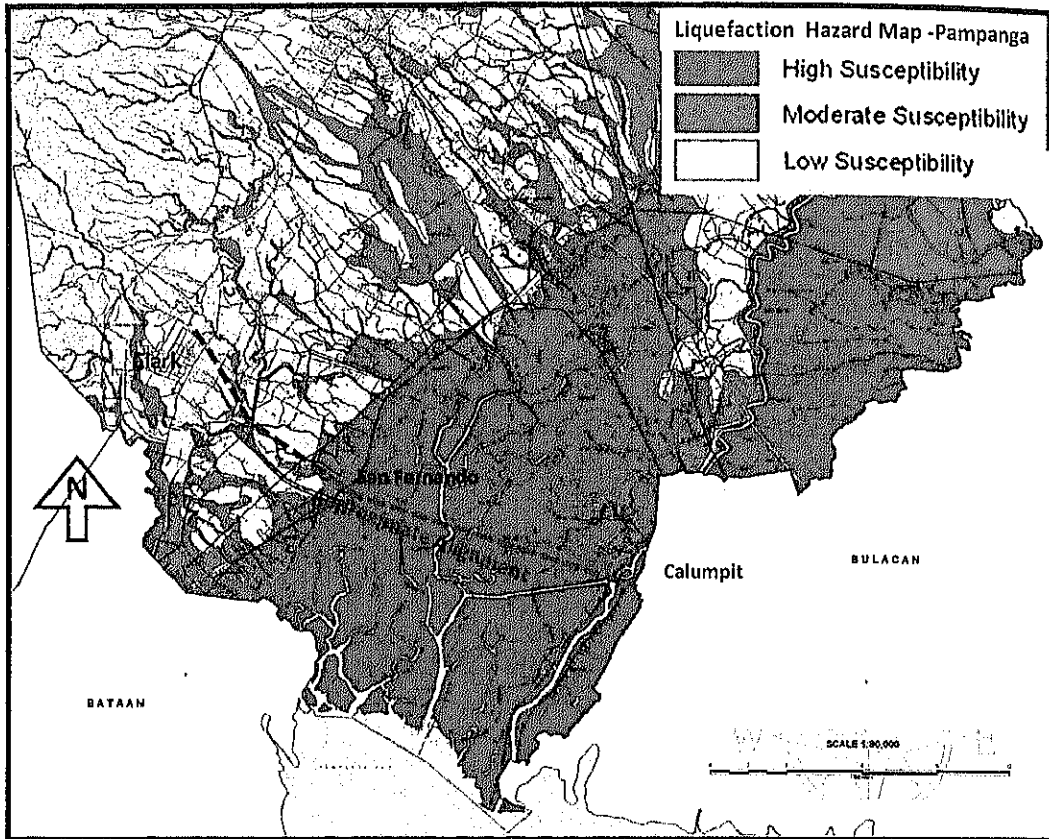 Liquefaction Hazard Map -Pampanga
High Susceptibility
Moderate Susceptibility
Low Susceptibility
Clark
N
San Fernando
Calumpit
BULACAN
BATAAN
SCALE 1:90,000